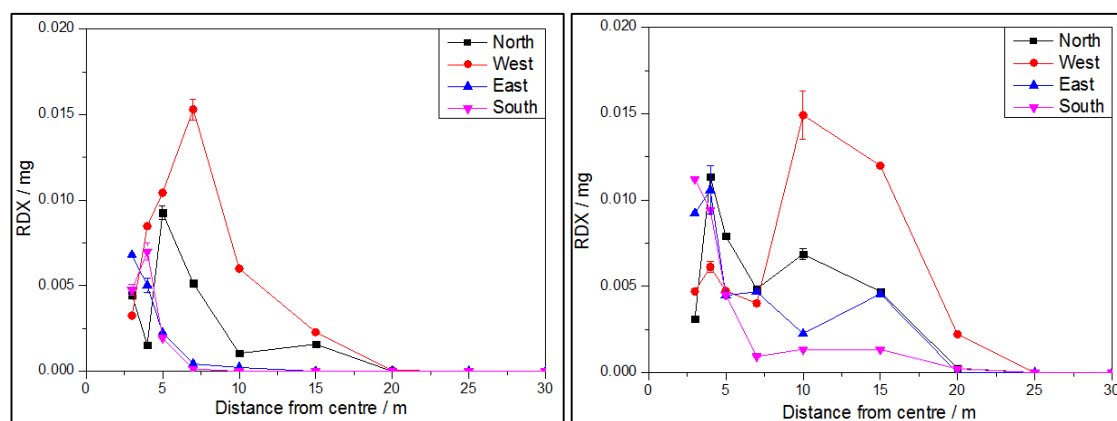 0.020
0.015
0.010
0.005
0.000
RDX / mg
0 5 10 15 20 25 30
Distance from centre / m
North
West
East
South
0.020
0.015
0.010
0.005
0.000
RDX / mg
0 5 10 15 20 25 30
Distance from centre / m
North
West
East
South